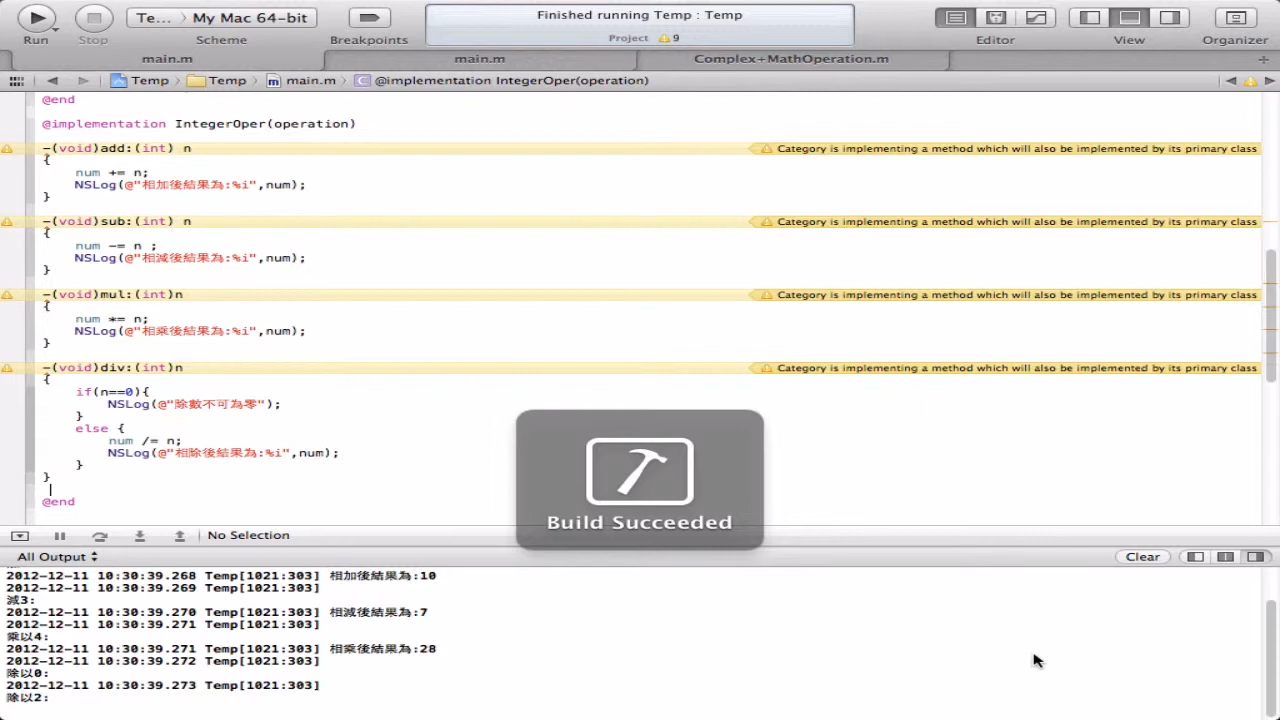 Finished running Temp : Temp
Te... My Mac 64-bit
Project 9
Run Stop Scheme Breakpoints Editor View Organizer
main.m main.m Complex+MathOperation.m
Temp Temp main.m @implementation IntegerOper(operation)
@end
@implementation IntegerOper(operation)
-(void)add:(int) n Category is implementing a method which will also be implemented by its primary class
{
num += n;
NSLog(@"相加後結果為:%i",num);
}
-(void)sub:(int) n Category is implementing a method which will also be implemented by its primary class
{
num -= n ;
NSLog(@"相減後結果為:%i",num);
}
-(void)mul:(int)n Category is implementing a method which will also be implemented by its primary class
{
num *= n;
NSLog(@"相乘後結果為:%i",num);
}
-(void)div:(int)n Category is implementing a method which will also be implemented by its primary class
{
if(n==0){
NSLog(@"除數不可為零");
}
else {
num /= n;
NSLog(@"相除後結果為:%i",num);
}
}
@end
Build Succeeded
No Selection
All Output Clear
2012-12-11 10:30:39.268 Temp[1021:303] 相加後結果為:10
2012-12-11 10:30:39.269 Temp[1021:303]
減3:
2012-12-11 10:30:39.270 Temp[1021:303] 相減後結果為:7
2012-12-11 10:30:39.271 Temp[1021:303]
乘以4:
2012-12-11 10:30:39.271 Temp[1021:303] 相乘後結果為:28
2012-12-11 10:30:39.272 Temp[1021:303]
除以0:
2012-12-11 10:30:39.273 Temp[1021:303]
除以2: